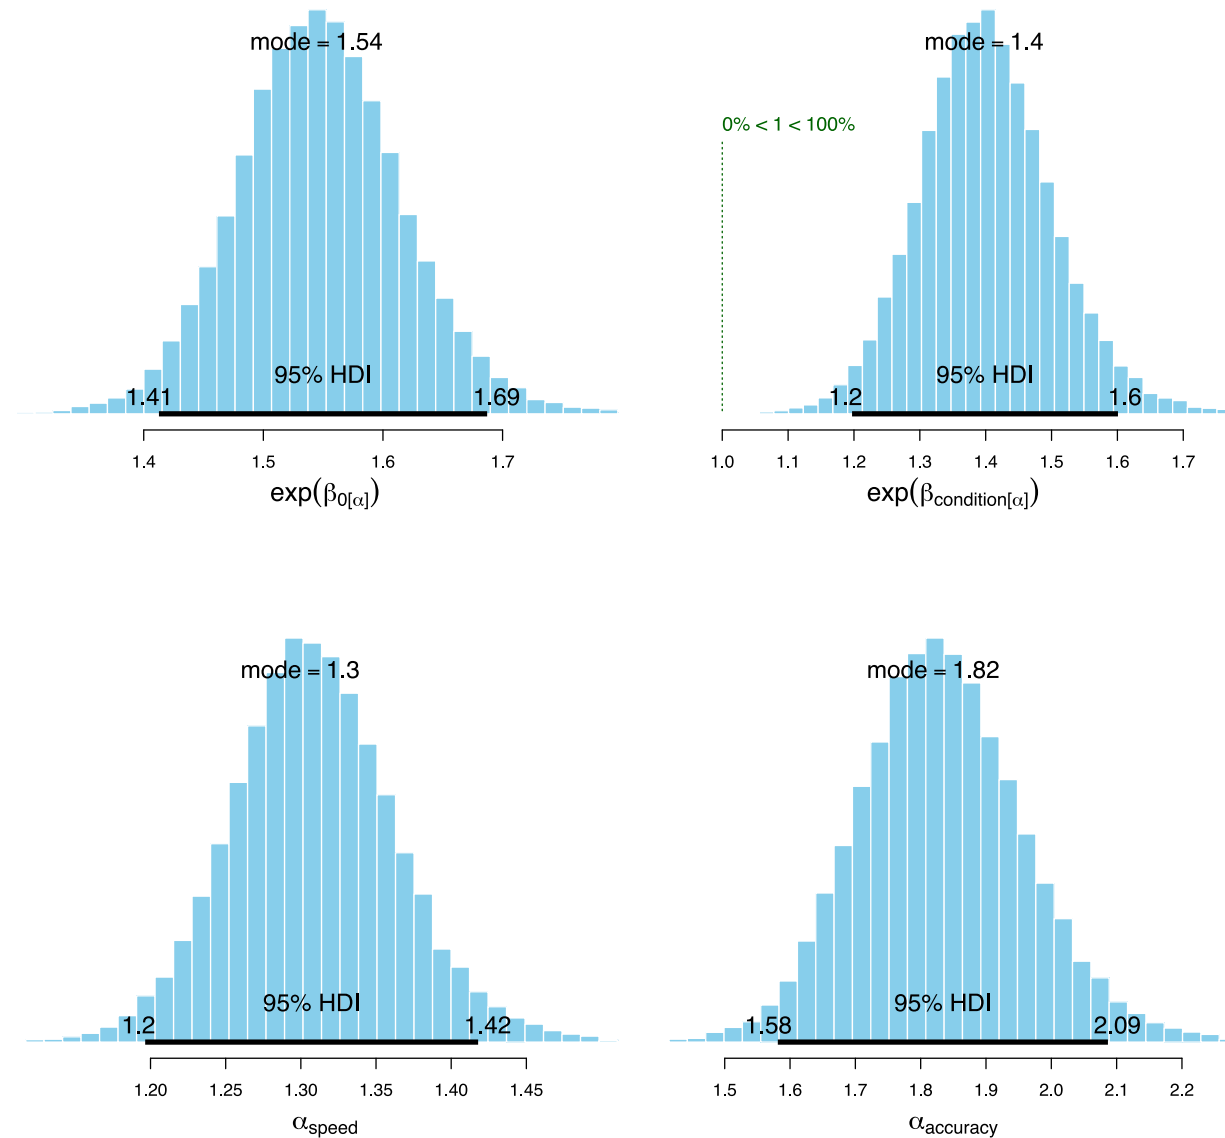 mode = 1.54
95% HDI
1.41 1.69
1.4 1.5 1.6 1.7
exp(β0[α])
mode = 1.4
0% < 1 < 100%
95% HDI
1.2 1.6
1.0 1.1 1.2 1.3 1.4 1.5 1.6 1.7
exp(βcondition[α])
mode = 1.3
95% HDI
1.2 1.42
1.20 1.25 1.30 1.35 1.40 1.45
αspeed
mode = 1.82
95% HDI
1.58 2.09
1.5 1.6 1.7 1.8 1.9 2.0 2.1 2.2
αaccuracy